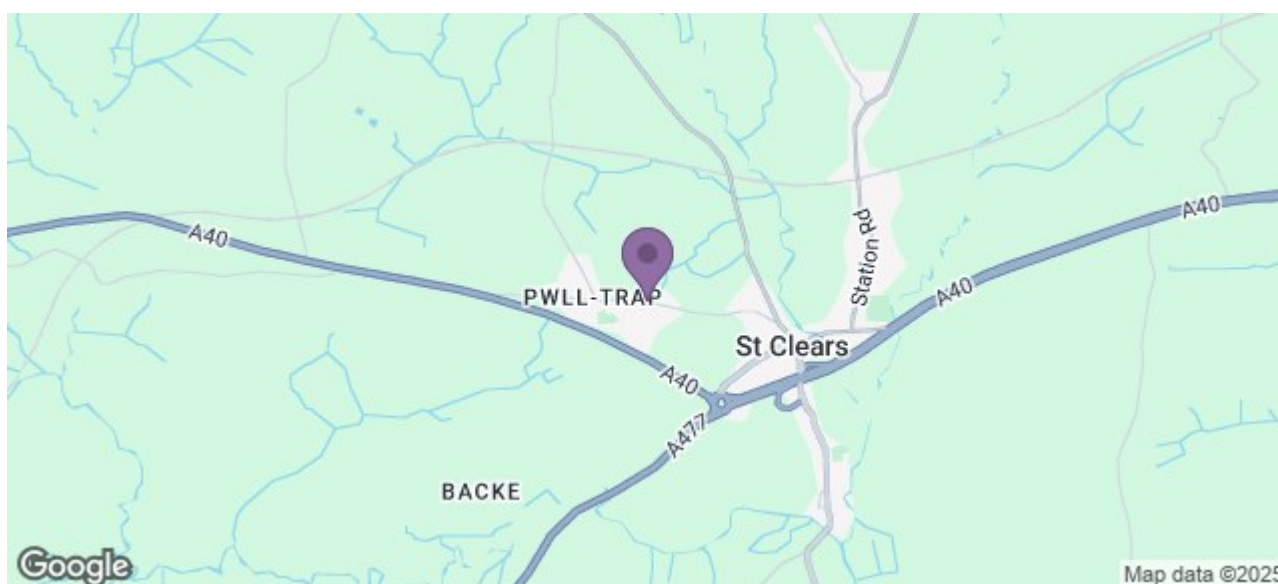 A40
A40
Station Rd
PWLL-TRAP
A40
St Clears
A40
A477
BACKE
Google
Map data ©2025